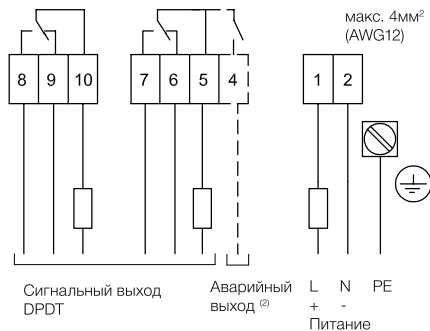 макс. 4мм²
(AWG12)
8 9 10 7 6 5 4 1 2
Сигнальный выход
DPDT
Аварийный
выход (2)
L N PE
+ -
Питание